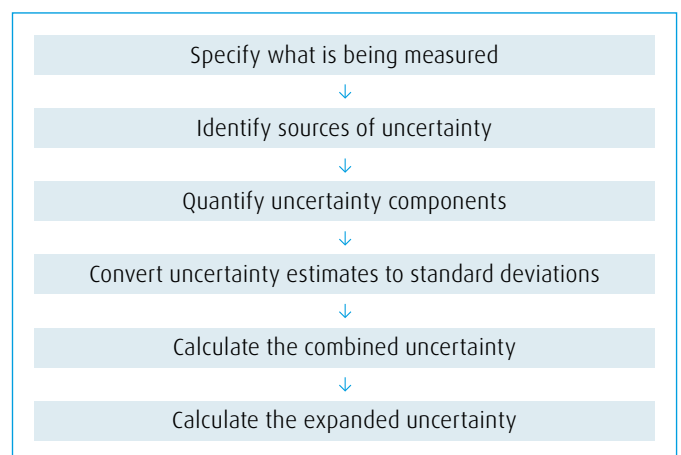 Specify what is being measured
↓
Identify sources of uncertainty
↓
Quantify uncertainty components
↓
Convert uncertainty estimates to standard deviations
↓
Calculate the combined uncertainty
↓
Calculate the expanded uncertainty